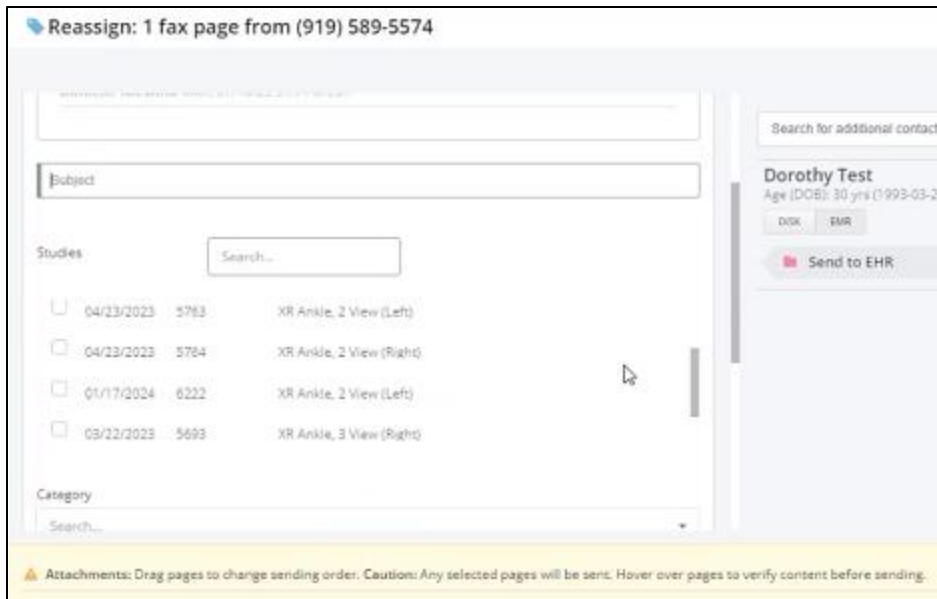 Reassign: 1 fax page from (919) 589-5574
Search for additional contact
Subject
Dorothy Test
Age (DOB): 30 yrs (1993-03-2
DISK EMR
Send to EHR
Studies
Search...
04/23/2023 5763 XR Ankle, 2 View (Left)
04/23/2023 5764 XR Ankle, 2 View (Right)
01/17/2024 6222 XR Ankle, 2 View (Left)
03/22/2023 5693 XR Ankle, 3 View (Right)
Category
Search...
Attachments: Drag pages to change sending order. Caution: Any selected pages will be sent. Hover over pages to verify content before sending.